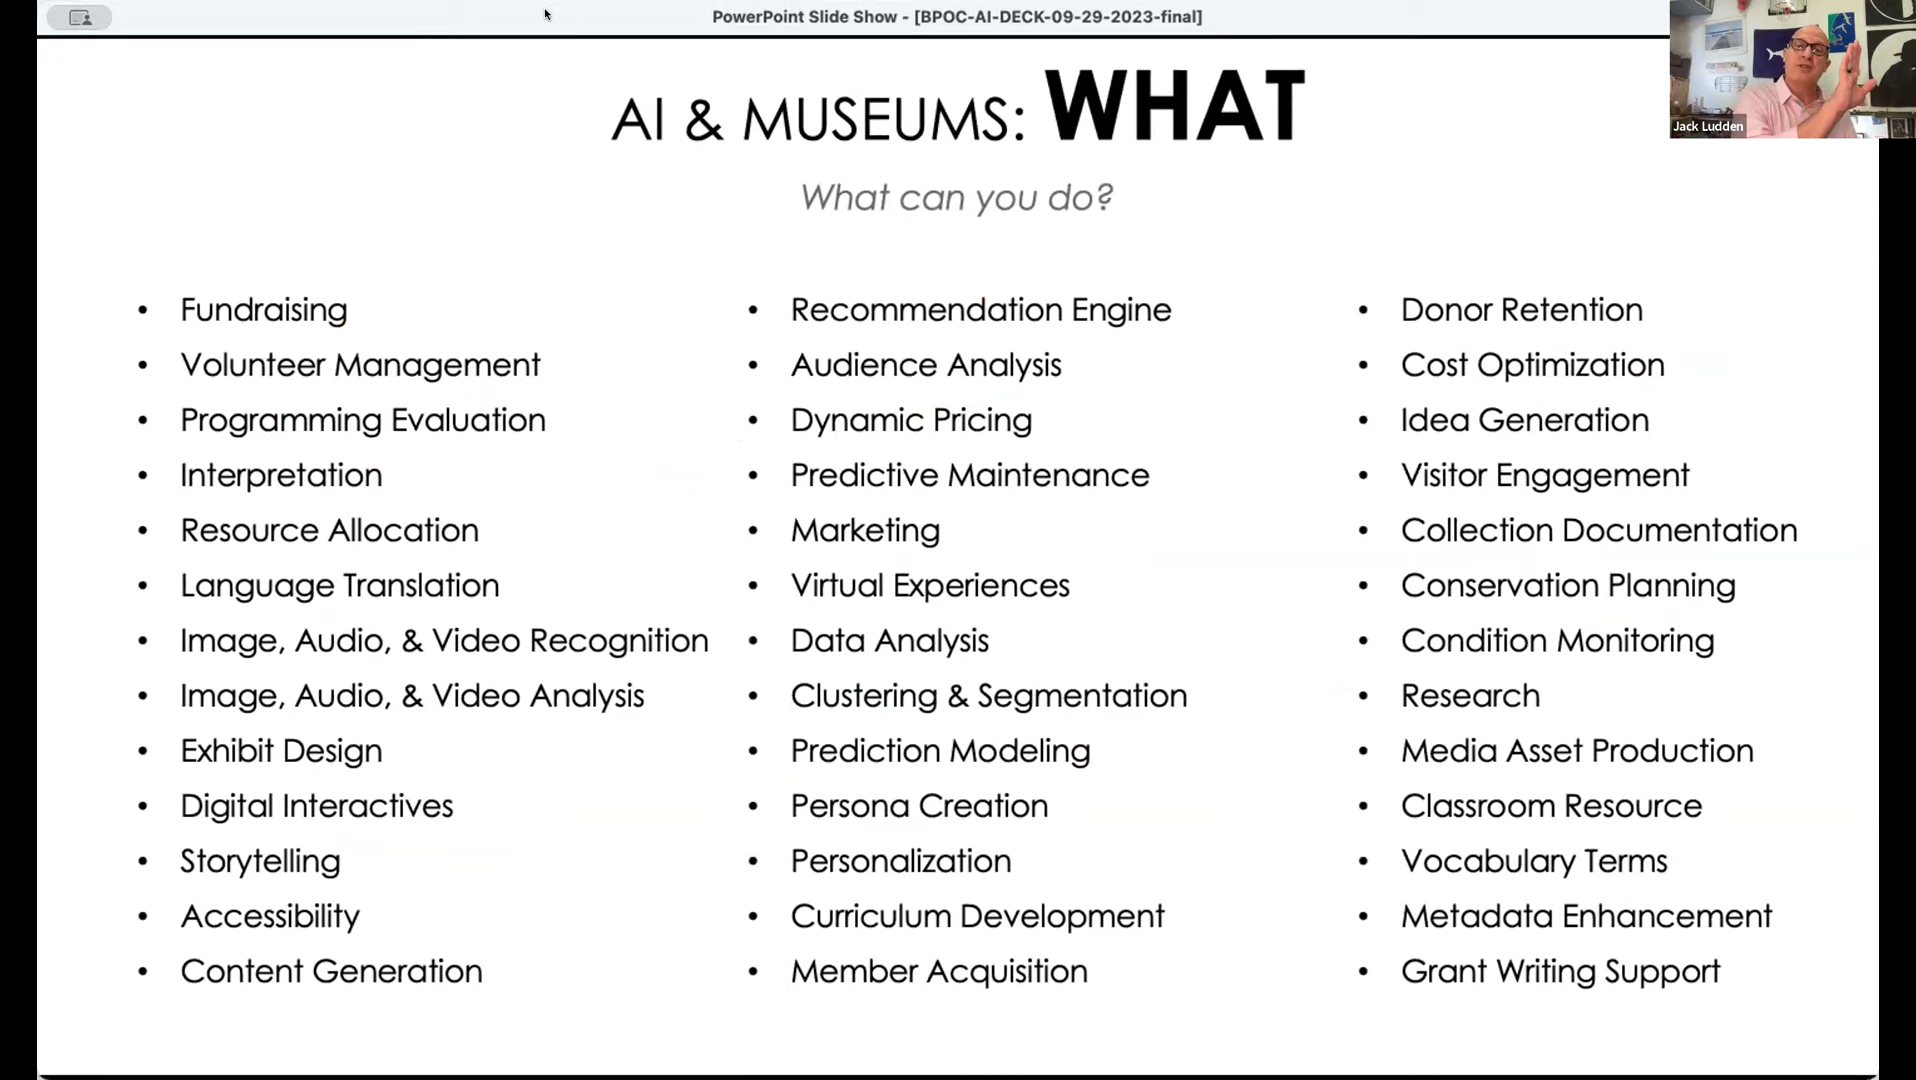 PowerPoint Slide Show - [BPOC-AI-DECK-09-29-2023-final]
Jack Ludden
AI & MUSEUMS: WHAT
What can you do?
• Fundraising
• Volunteer Management
• Programming Evaluation
• Interpretation
• Resource Allocation
• Language Translation
• Image, Audio, & Video Recognition
• Image, Audio, & Video Analysis
• Exhibit Design
• Digital Interactives
• Storytelling
• Accessibility
• Content Generation
• Recommendation Engine
• Audience Analysis
• Dynamic Pricing
• Predictive Maintenance
• Marketing
• Virtual Experiences
• Data Analysis
• Clustering & Segmentation
• Prediction Modeling
• Persona Creation
• Personalization
• Curriculum Development
• Member Acquisition
• Donor Retention
• Cost Optimization
• Idea Generation
• Visitor Engagement
• Collection Documentation
• Conservation Planning
• Condition Monitoring
• Research
• Media Asset Production
• Classroom Resource
• Vocabulary Terms
• Metadata Enhancement
• Grant Writing Support